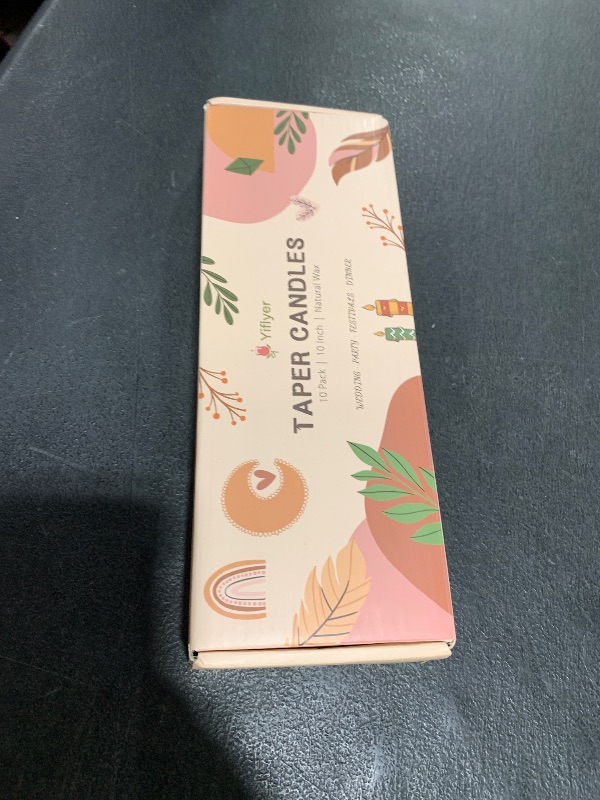 Yiflyer
TAPER CANDLES
10 Pack | 10 Inch | Natural Wax
WEDDING PARTY FESTIVALS DINNER